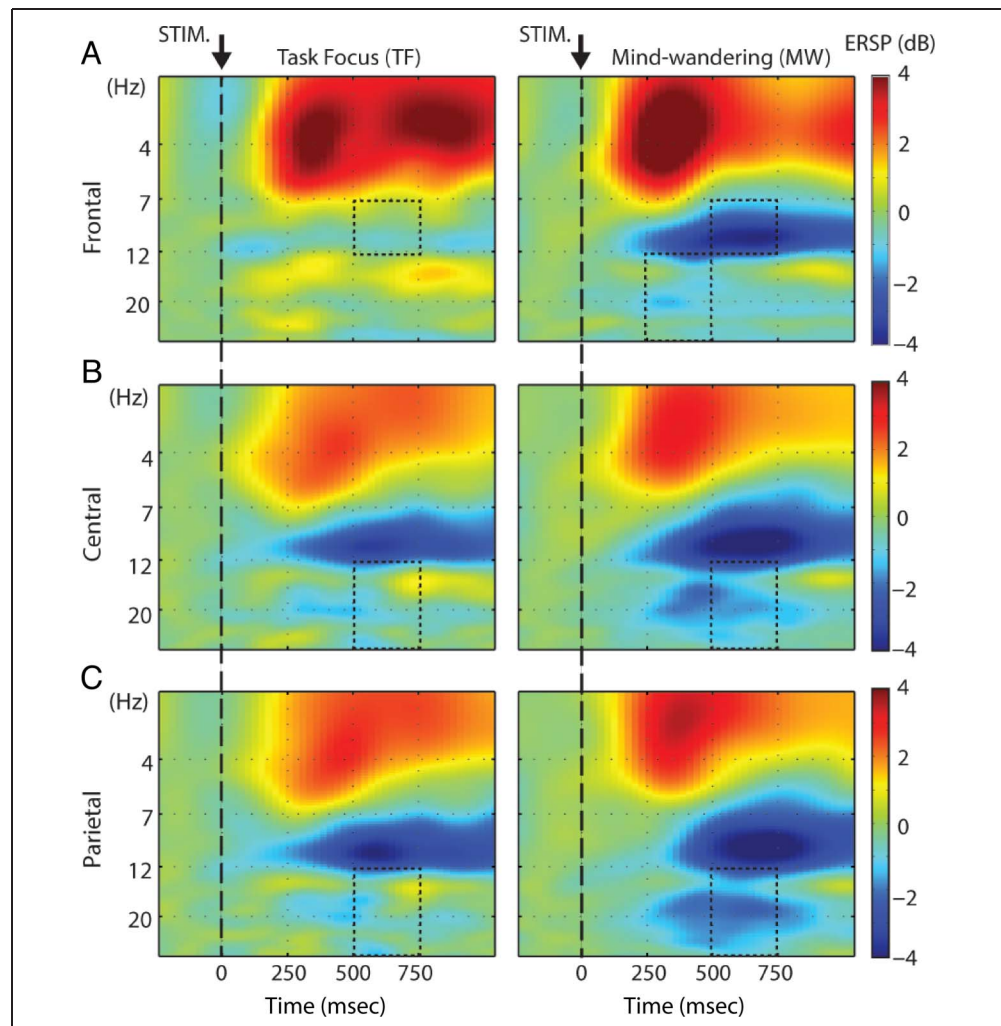 STIM. STIM.
A Task Focus (TF) Mind-wandering (MW) ERSP (dB)
(Hz) 4
4 2
7 0
12 −2
20 −4
Frontal
B
(Hz) 4
4 2
7 0
12 −2
20 −4
Central
C
(Hz) 4
4 2
7 0
12 −2
20 −4
Parietal
0 250 500 750 0 250 500 750
Time (msec) Time (msec)